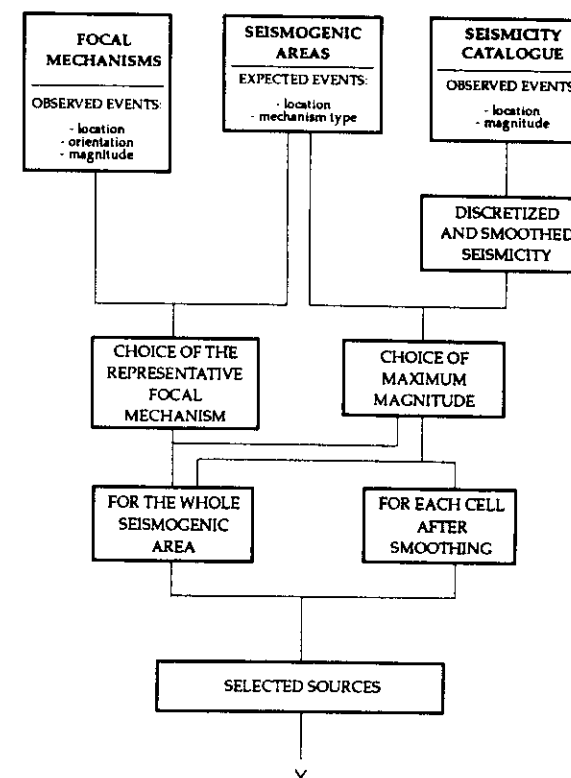 FOCAL
MECHANISMS
OBSERVED EVENTS:
- location
- orientation
- magnitude
SEISMOGENIC
AREAS
EXPECTED EVENTS:
- location
- mechanism type
SEISMICITY
CATALOGUE
OBSERVED EVENTS
- location
- magnitude
DISCRETIZED
AND SMOOTHED
SEISMICITY
CHOICE OF THE
REPRESENTATIVE
FOCAL
MECHANISM
CHOICE OF
MAXIMUM
MAGNITUDE
FOR THE WHOLE
SEISMOGENIC
AREA
FOR EACH CELL
AFTER
SMOOTHING
SELECTED SOURCES